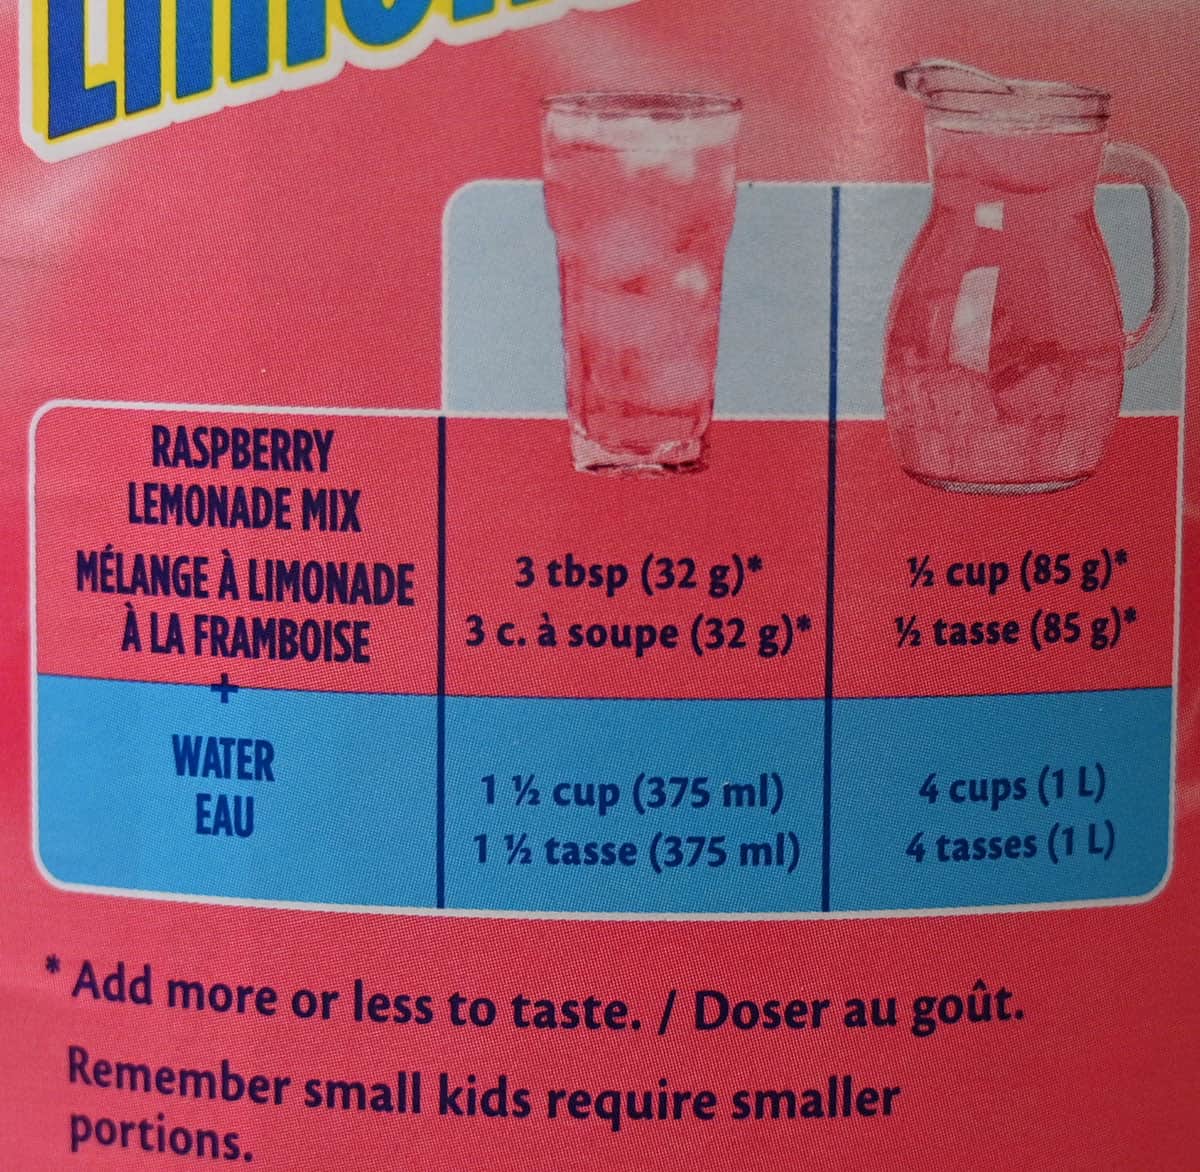 RASPBERRY
LEMONADE MIX
MÉLANGE À LIMONADE
À LA FRAMBOISE
3 tbsp (32 g)*
3 c. à soupe (32 g)*
½ cup (85 g)*
½ tasse (85 g)*
+
WATER
EAU
1 ½ cup (375 ml)
1 ½ tasse (375 ml)
4 cups (1 L)
4 tasses (1 L)
* Add more or less to taste. / Doser au goût.
Remember small kids require smaller
portions.